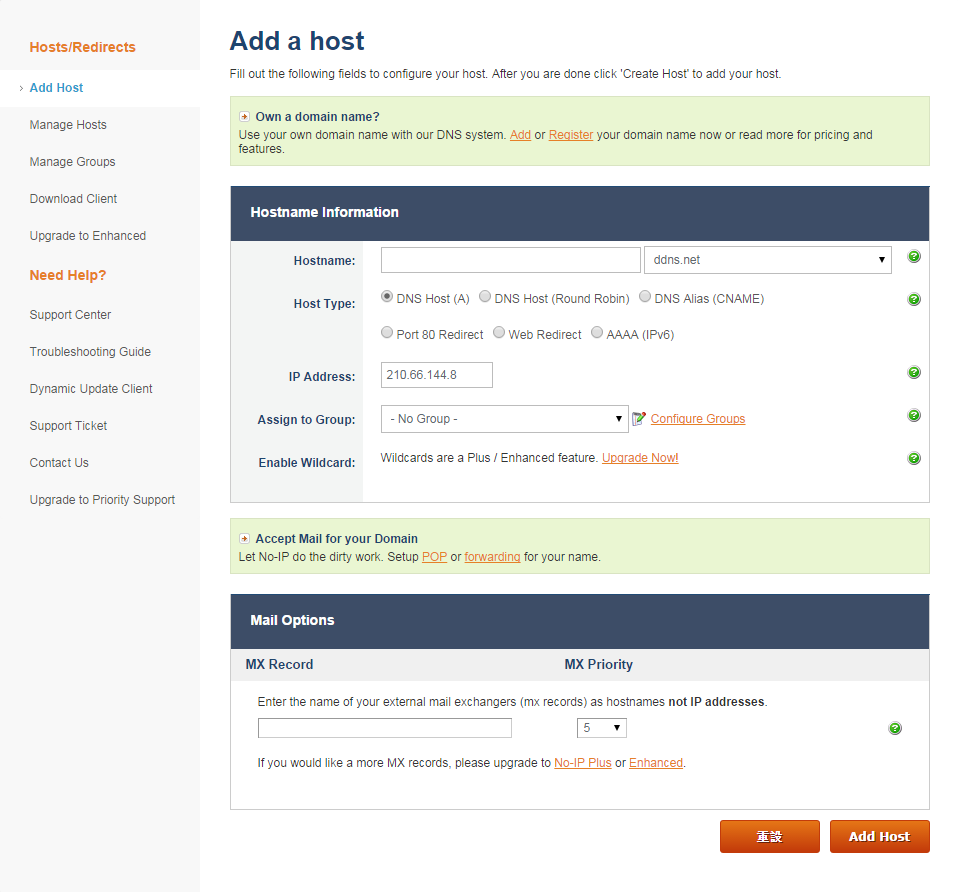 Hosts/Redirects
Add Host
Manage Hosts
Manage Groups
Download Client
Upgrade to Enhanced
Need Help?
Support Center
Troubleshooting Guide
Dynamic Update Client
Support Ticket
Contact Us
Upgrade to Priority Support
Add a host
Fill out the following fields to configure your host. After you are done click 'Create Host' to add your host.
Own a domain name?
Use your own domain name with our DNS system. Add or Register your domain name now or read more for pricing and
features.
Hostname Information
Hostname: ddns.net
Host Type: DNS Host (A) DNS Host (Round Robin) DNS Alias (CNAME)
Port 80 Redirect Web Redirect AAAA (IPv6)
IP Address: 210.66.144.8
Assign to Group: - No Group - Configure Groups
Enable Wildcard: Wildcards are a Plus / Enhanced feature. Upgrade Now!
Accept Mail for your Domain
Let No-IP do the dirty work. Setup POP or forwarding for your name.
Mail Options
MX Record MX Priority
Enter the name of your external mail exchangers (mx records) as hostnames not IP addresses.
5
If you would like a more MX records, please upgrade to No-IP Plus or Enhanced.
重設 Add Host